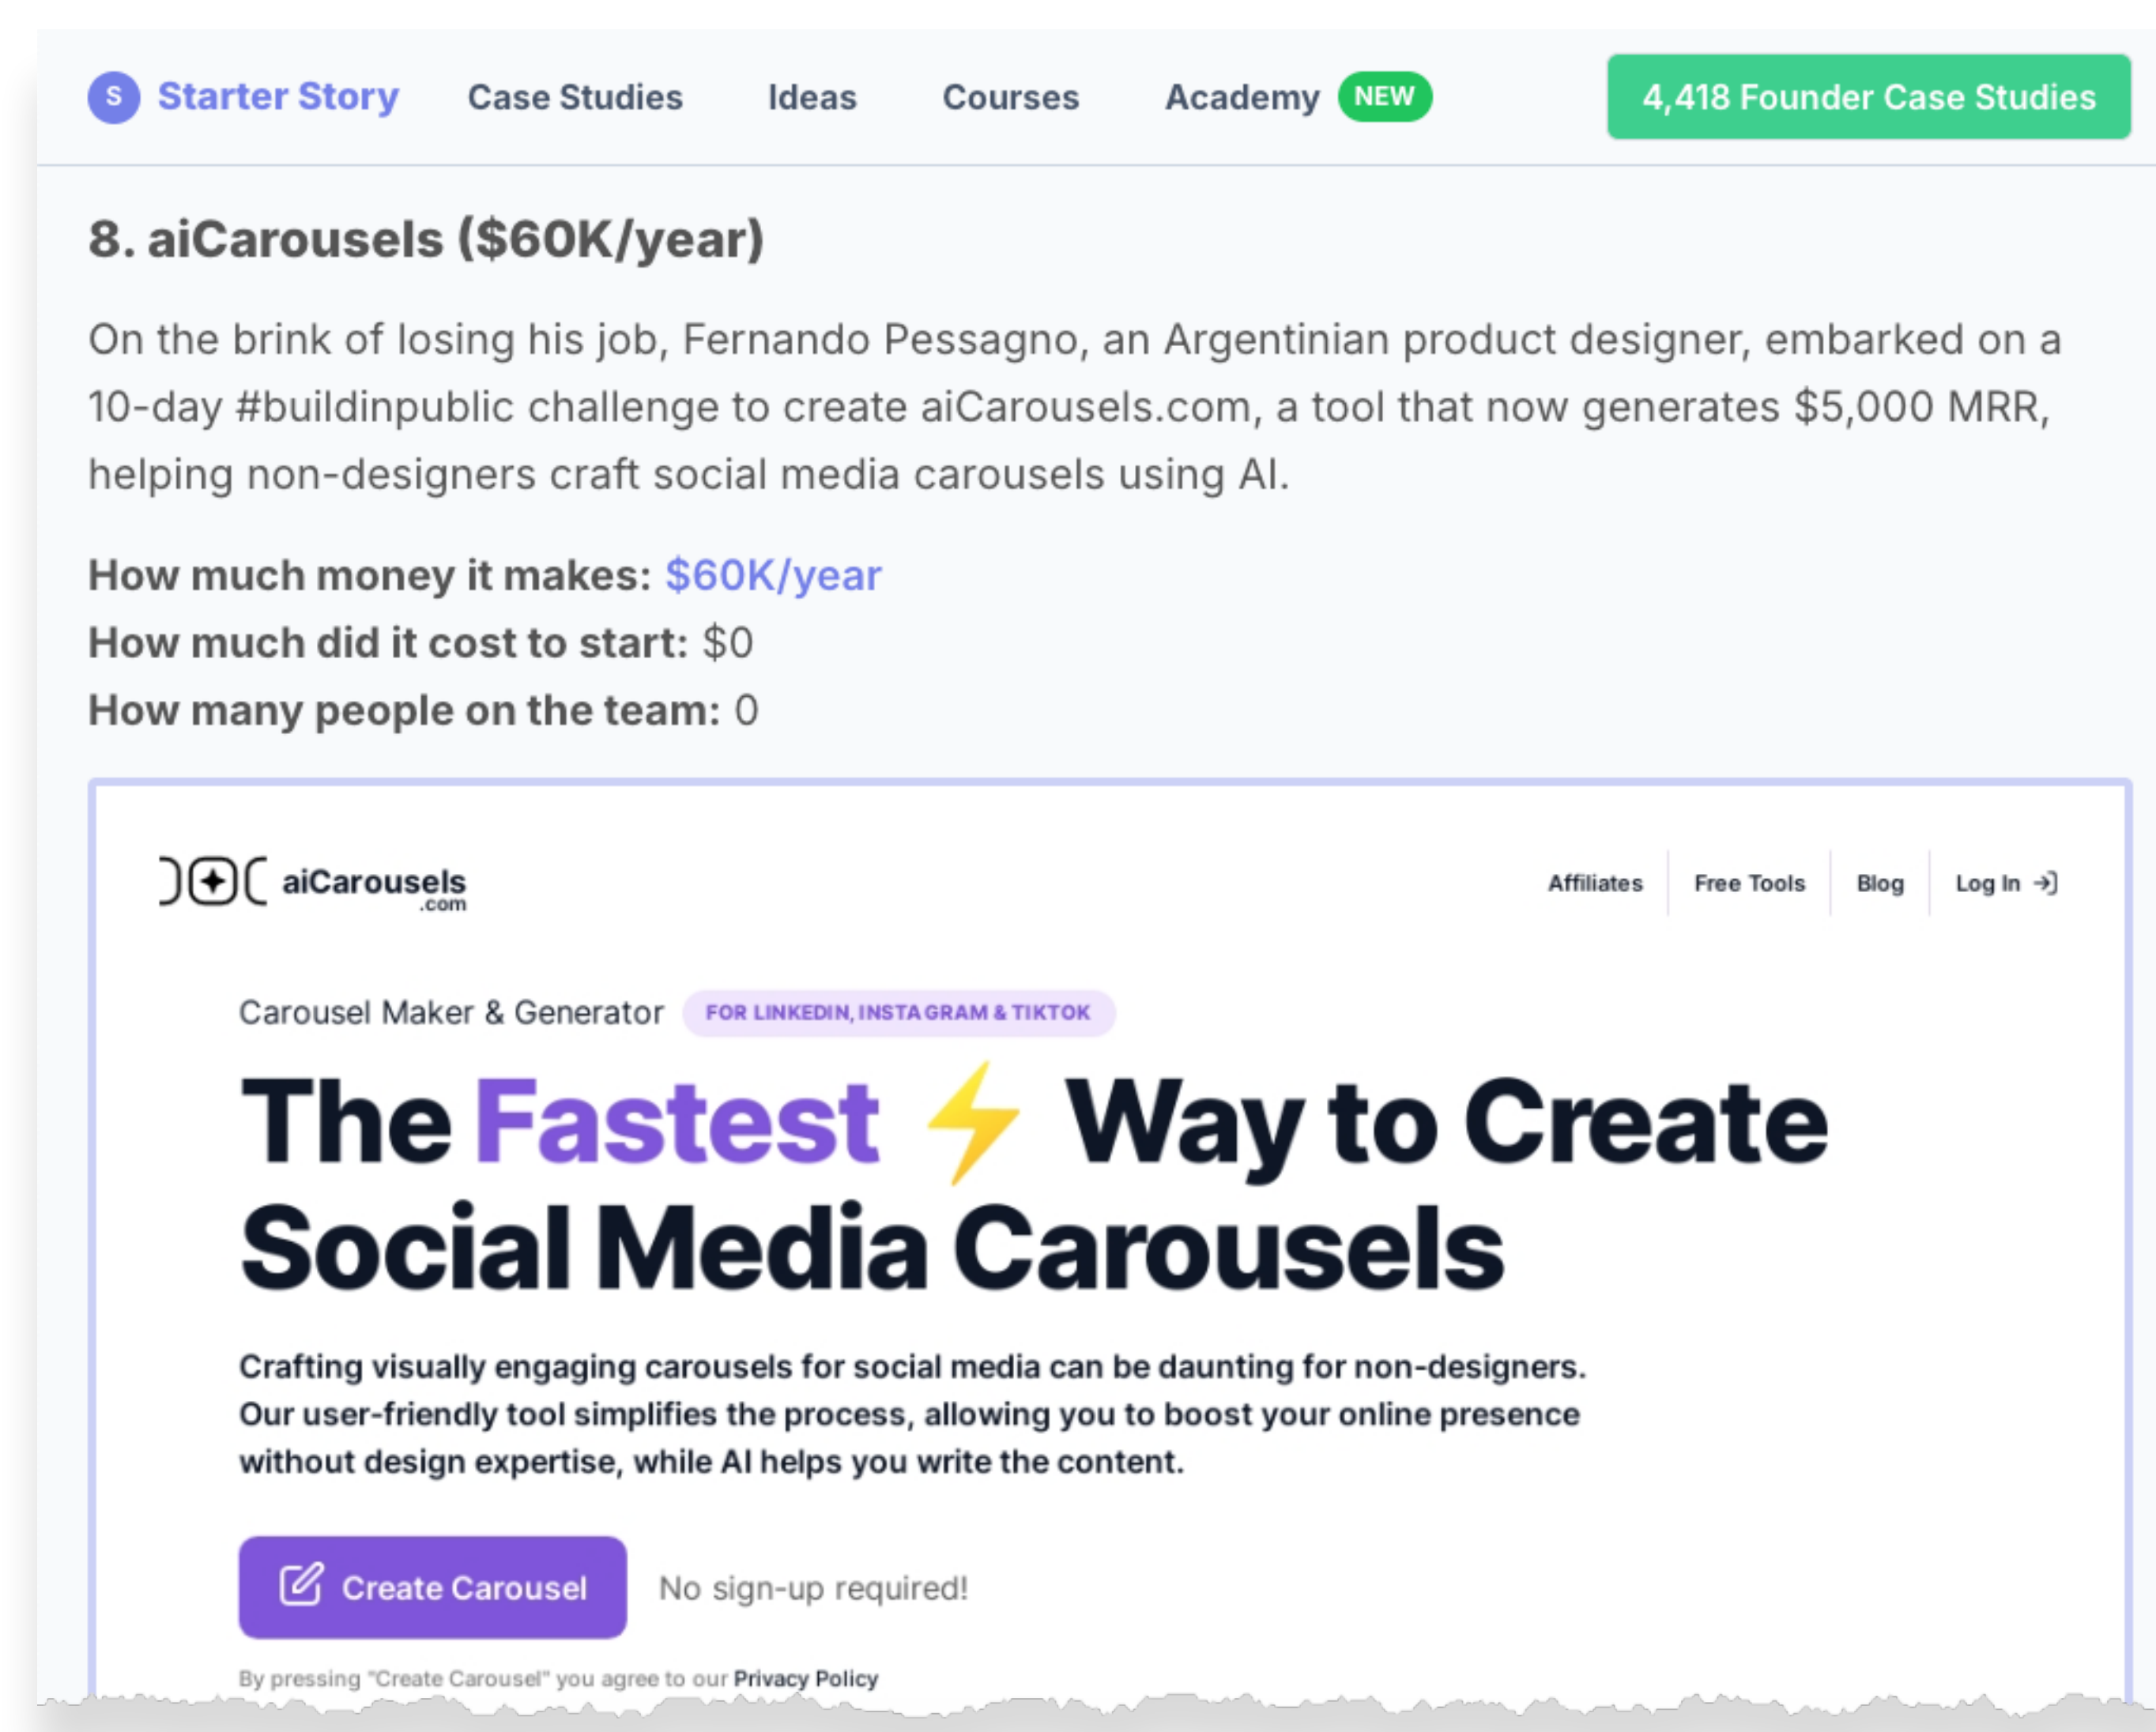 S Starter Story Case Studies Ideas Courses Academy NEW 4,418 Founder Case Studies
8. aiCarousels ($60K/year)
On the brink of losing his job, Fernando Pessagno, an Argentinian product designer, embarked on a
10-day #buildinpublic challenge to create aiCarousels.com, a tool that now generates $5,000 MRR,
helping non-designers craft social media carousels using AI.
How much money it makes: $60K/year
How much did it cost to start: $0
How many people on the team: 0
aiCarousels Affiliates Free Tools Blog Log In
.com
Carousel Maker & Generator FOR LINKEDIN, INSTAGRAM & TIKTOK
The Fastest ⚡ Way to Create
Social Media Carousels
Crafting visually engaging carousels for social media can be daunting for non-designers.
Our user-friendly tool simplifies the process, allowing you to boost your online presence
without design expertise, while AI helps you write the content.
Create Carousel No sign-up required!
By pressing "Create Carousel" you agree to our Privacy Policy